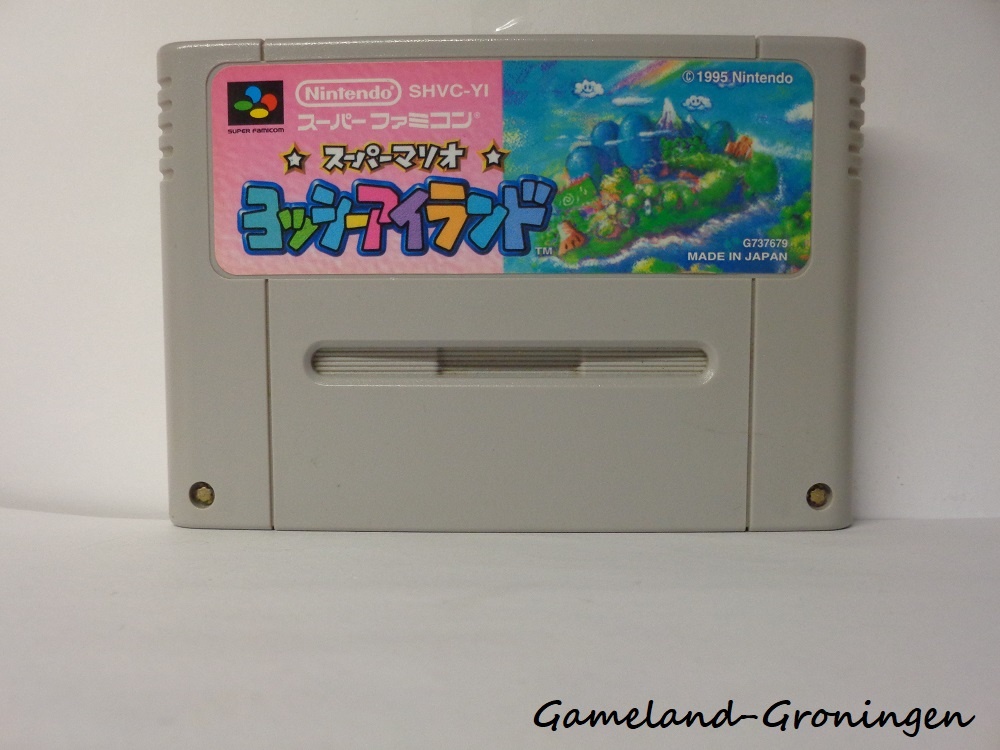 SUPER FAMICOM
Nintendo® SHVC-YI
スーパーファミコン®
スーパーマリオ
ヨッシーアイランド™
© 1995 Nintendo
G737679
MADE IN JAPAN
Gameland-Groningen